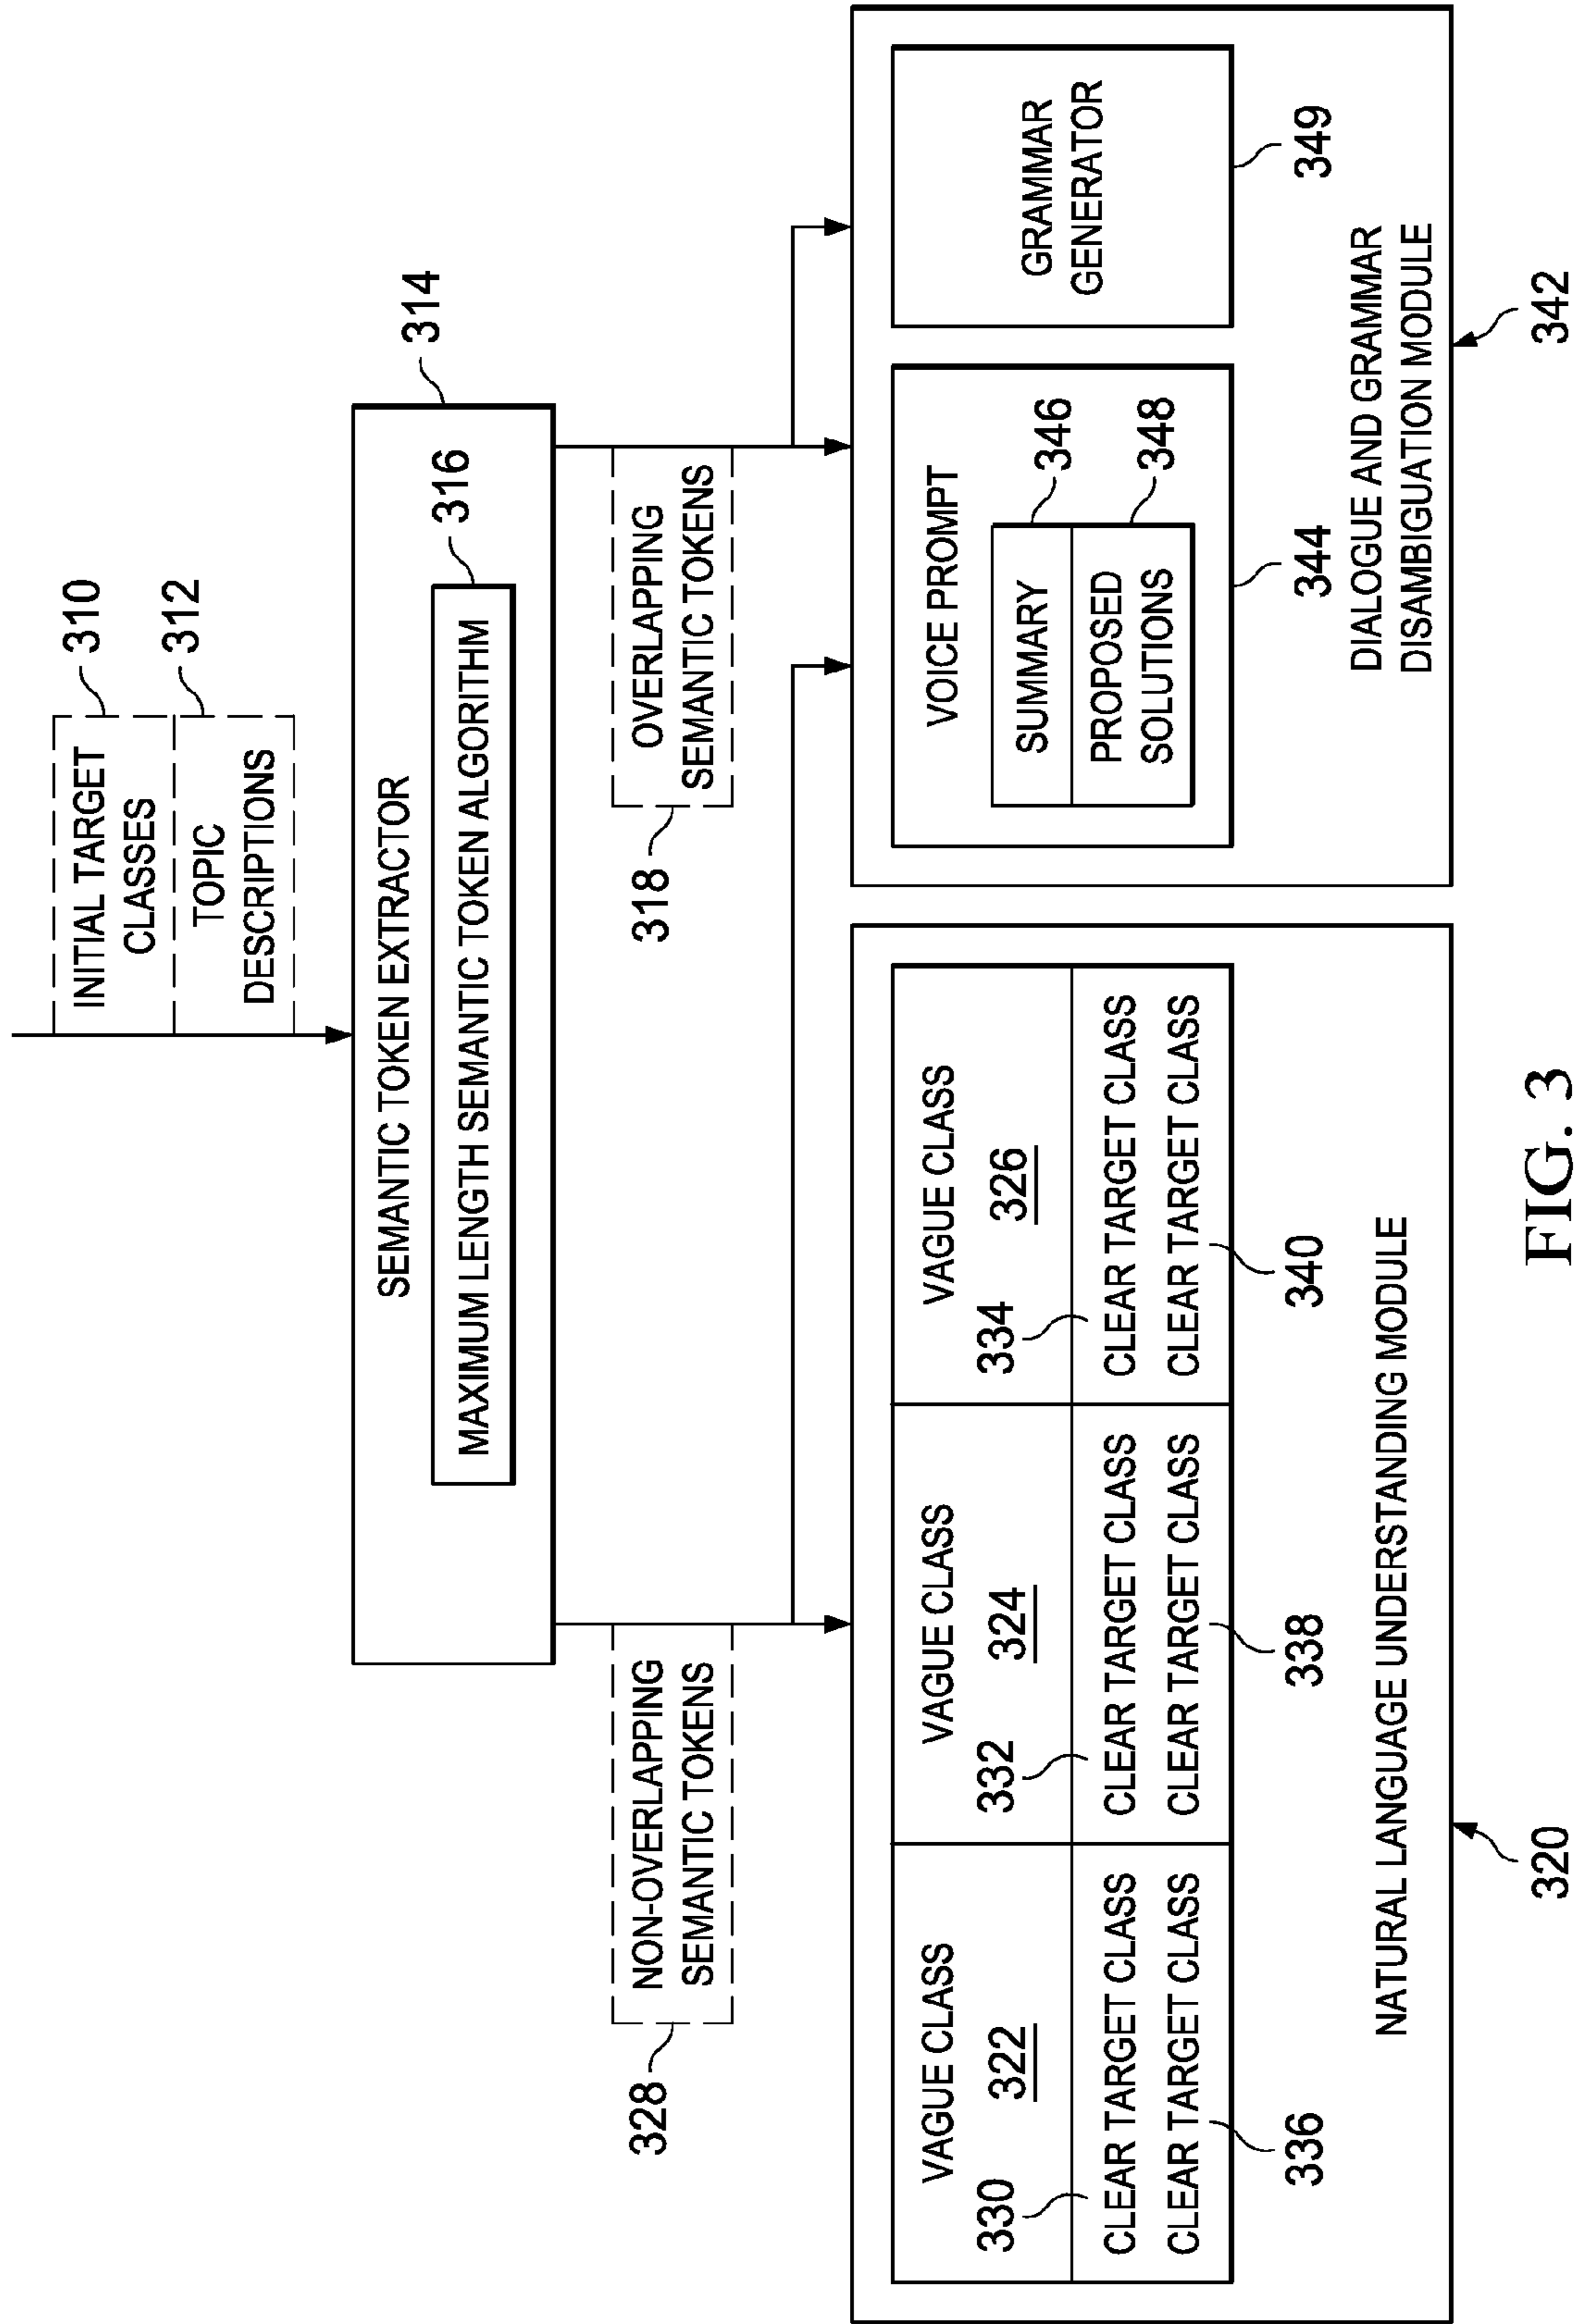 INITIAL TARGET
CLASSES
310
TOPIC
DESCRIPTIONS
312
314
SEMANTIC TOKEN EXTRACTOR
316
MAXIMUM LENGTH SEMANTIC TOKEN ALGORITHM
328
NON-OVERLAPPING
SEMANTIC TOKENS
318
OVERLAPPING
SEMANTIC TOKENS
VAGUE CLASS
322
330
CLEAR TARGET CLASS
CLEAR TARGET CLASS
336
VAGUE CLASS
324
332
CLEAR TARGET CLASS
CLEAR TARGET CLASS
338
VAGUE CLASS
326
334
CLEAR TARGET CLASS
CLEAR TARGET CLASS
340
NATURAL LANGUAGE UNDERSTANDING MODULE
320
VOICE PROMPT
SUMMARY
346
PROPOSED
SOLUTIONS
348
344
GRAMMAR
GENERATOR
349
DIALOGUE AND GRAMMAR
DISAMBIGUATION MODULE
342
FIG. 3